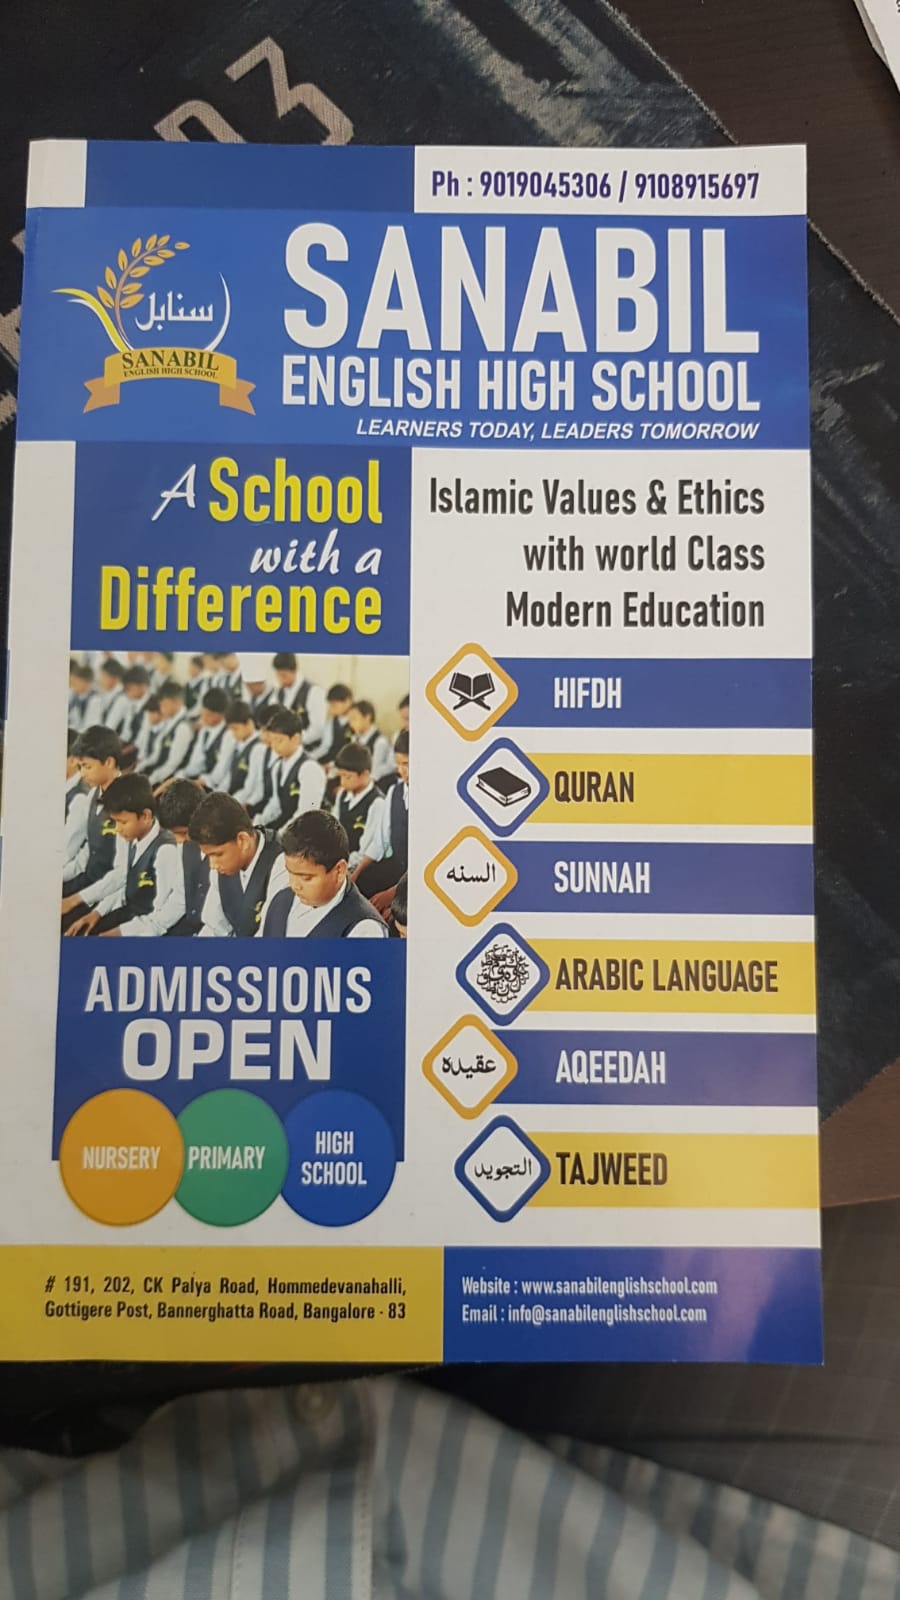 Ph : 9019045306 / 9108915697
سنابل
SANABIL
ENGLISH HIGH SCHOOL
SANABIL
ENGLISH HIGH SCHOOL
LEARNERS TODAY, LEADERS TOMORROW
A School
with a
Difference
Islamic Values & Ethics
with world Class
Modern Education
HIFDH
QURAN
السنه SUNNAH
ARABIC LANGUAGE
عقيده AQEEDAH
التجويد TAJWEED
ADMISSIONS
OPEN
NURSERY
PRIMARY
HIGH
SCHOOL
# 191, 202, CK Palya Road, Hommedevanahalli,
Gottigere Post, Bannerghatta Road, Bangalore - 83
Website : www.sanabilenglishschool.com
Email : info@sanabilenglishschool.com